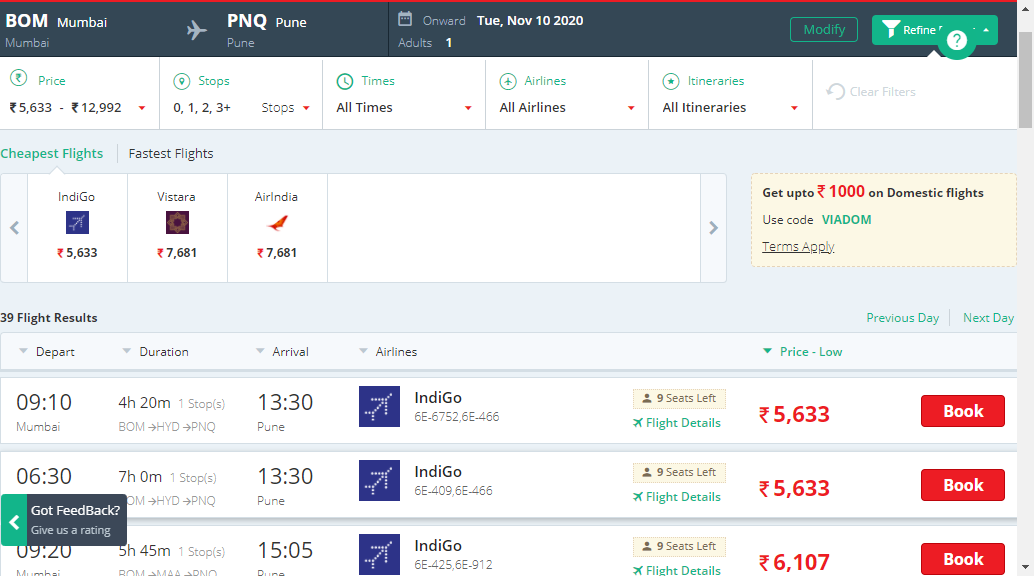 BOM Mumbai
Mumbai
PNQ Pune
Pune
Onward Tue, Nov 10 2020
Adults 1
Modify
Refine
?
Price
₹ 5,633 - ₹ 12,992
Stops
0, 1, 2, 3+ Stops
Times
All Times
Airlines
All Airlines
Itineraries
All Itineraries
Clear Filters
Cheapest Flights
Fastest Flights
IndiGo
₹ 5,633
Vistara
₹ 7,681
AirIndia
₹ 7,681
Get upto ₹ 1000 on Domestic flights
Use code VIADOM
Terms Apply
39 Flight Results
Previous Day
Next Day
Depart Duration Arrival Airlines Price - Low
09:10 4h 20m 1 Stop(s) 13:30 IndiGo 9 Seats Left ₹ 5,633 Book
Mumbai BOM→HYD→PNQ Pune 6E-6752,6E-466 Flight Details
06:30 7h 0m 1 Stop(s) 13:30 IndiGo 9 Seats Left ₹ 5,633 Book
OM→HYD→PNQ Pune 6E-409,6E-466 Flight Details
Got FeedBack?
Give us a rating
09:20 5h 45m 1 Stop(s) 15:05 IndiGo 9 Seats Left ₹ 6,107 Book
Mumbai BOM→MAA→PNQ Pune 6E-425,6E-912 Flight Details